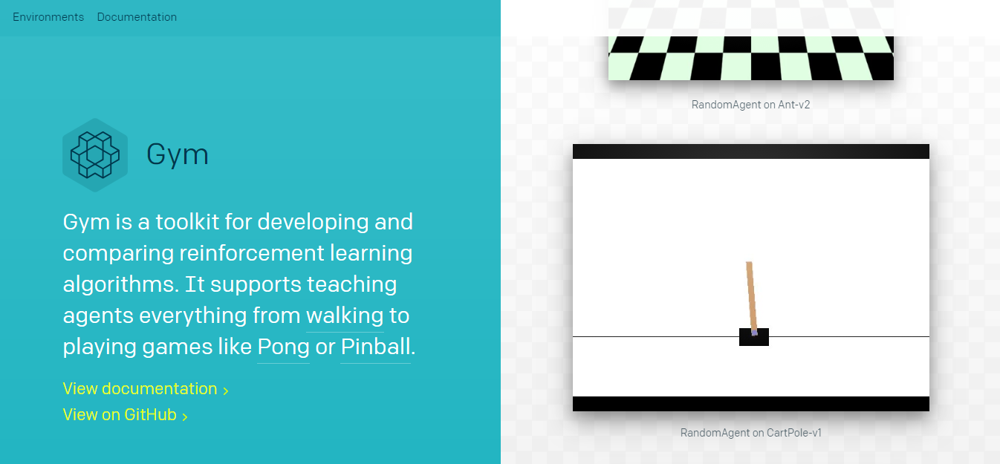 Environments Documentation
Gym
Gym is a toolkit for developing and
comparing reinforcement learning
algorithms. It supports teaching
agents everything from walking to
playing games like Pong or Pinball.
View documentation ›
View on GitHub ›
RandomAgent on Ant-v2
RandomAgent on CartPole-v1